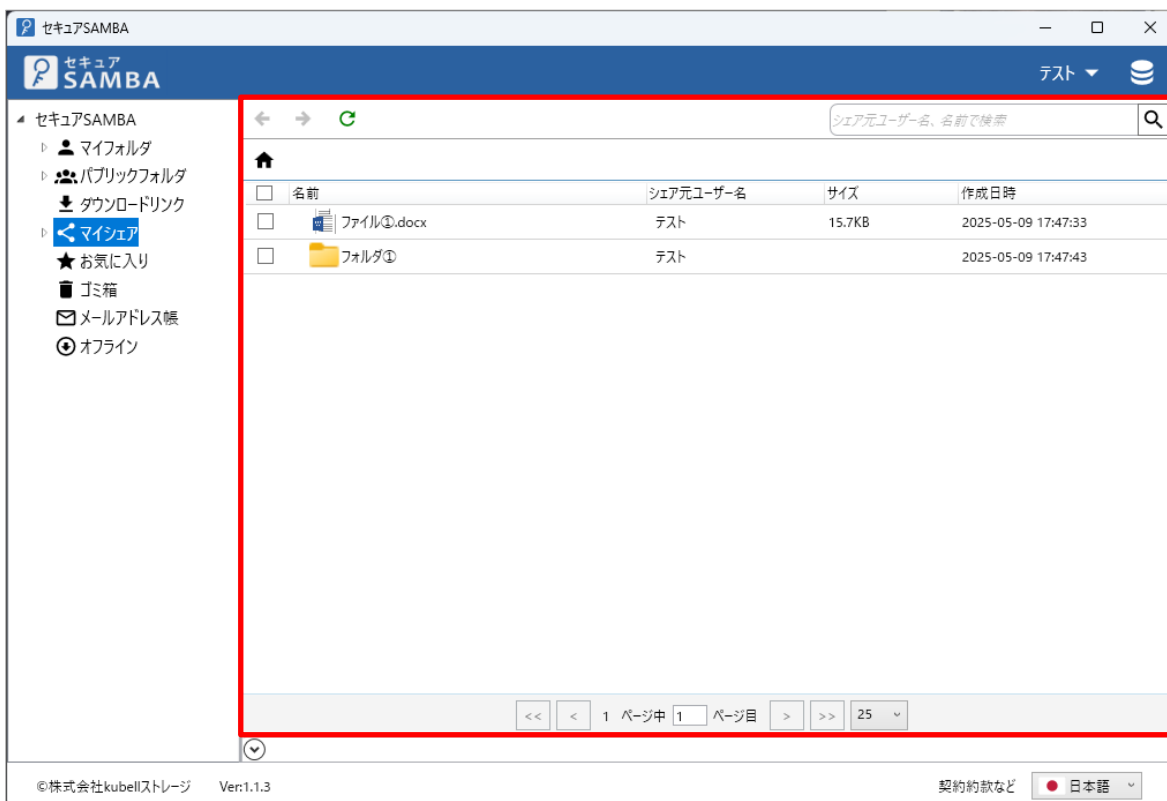 セキュアSAMBA
セキュア
SAMBA
テスト
セキュアSAMBA
マイフォルダ
パブリックフォルダ
ダウンロードリンク
マイシェア
お気に入り
ゴミ箱
メールアドレス帳
オフライン
シェア元ユーザー名、名前で検索
名前 シェア元ユーザー名 サイズ 作成日時
ファイル①.docx テスト 15.7KB 2025-05-09 17:47:33
フォルダ① テスト 2025-05-09 17:47:43
<< < 1 ページ中 1 ページ目 > >> 25
©株式会社kubellストレージ Ver:1.1.3 契約約款など 日本語